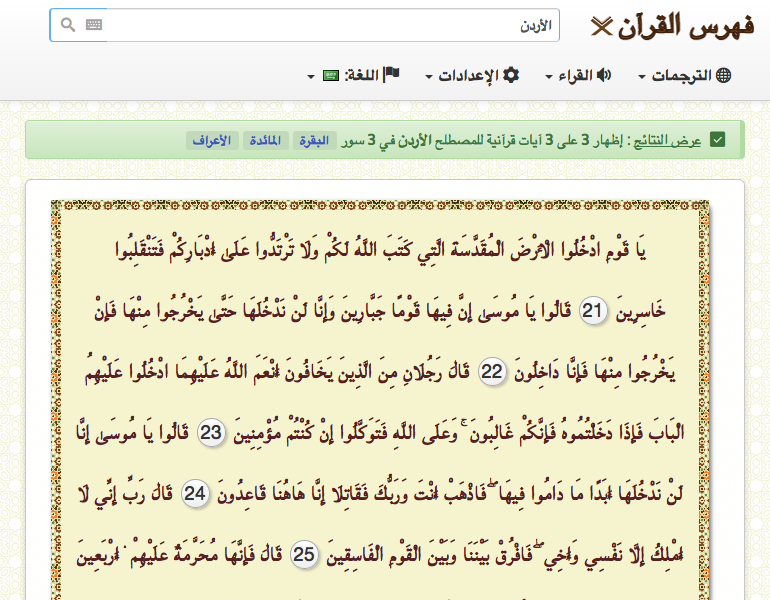 فهرس القرآن
الأردن
الترجمات
القراء
الإعدادات
اللغة:
عرض النتائج : إظهار 3 على 3 آيات قرآنية للمصطلح الأردن في 3 سور البقرة المائدة الأعراف
يَا قَوْمِ ادْخُلُوا الْأَرْضَ الْمُقَدَّسَةَ الَّتِي كَتَبَ اللَّهُ لَكُمْ وَلَا تَرْتَدُّوا عَلَىٰ أَدْبَارِكُمْ فَتَنْقَلِبُوا
خَاسِرِينَ 21 قَالُوا يَا مُوسَىٰ إِنَّ فِيهَا قَوْمًا جَبَّارِينَ وَإِنَّا لَنْ نَدْخُلَهَا حَتَّىٰ يَخْرُجُوا مِنْهَا فَإِنْ
يَخْرُجُوا مِنْهَا فَإِنَّا دَاخِلُونَ 22 قَالَ رَجُلَانِ مِنَ الَّذِينَ يَخَافُونَ أَنْعَمَ اللَّهُ عَلَيْهِمَا ادْخُلُوا عَلَيْهِمُ
الْبَابَ فَإِذَا دَخَلْتُمُوهُ فَإِنَّكُمْ غَالِبُونَ ۚ وَعَلَى اللَّهِ فَتَوَكَّلُوا إِنْ كُنْتُمْ مُؤْمِنِينَ 23 قَالُوا يَا مُوسَىٰ إِنَّا
لَنْ نَدْخُلَهَا أَبَدًا مَا دَامُوا فِيهَا ۖ فَاذْهَبْ أَنْتَ وَرَبُّكَ فَقَاتِلَا إِنَّا هَاهُنَا قَاعِدُونَ 24 قَالَ رَبِّ إِنِّي لَا
أَمْلِكُ إِلَّا نَفْسِي وَأَخِي ۖ فَافْرُقْ بَيْنَنَا وَبَيْنَ الْقَوْمِ الْفَاسِقِينَ 25 قَالَ فَإِنَّهَا مُحَرَّمَةٌ عَلَيْهِمْ ۛ أَرْبَعِينَ